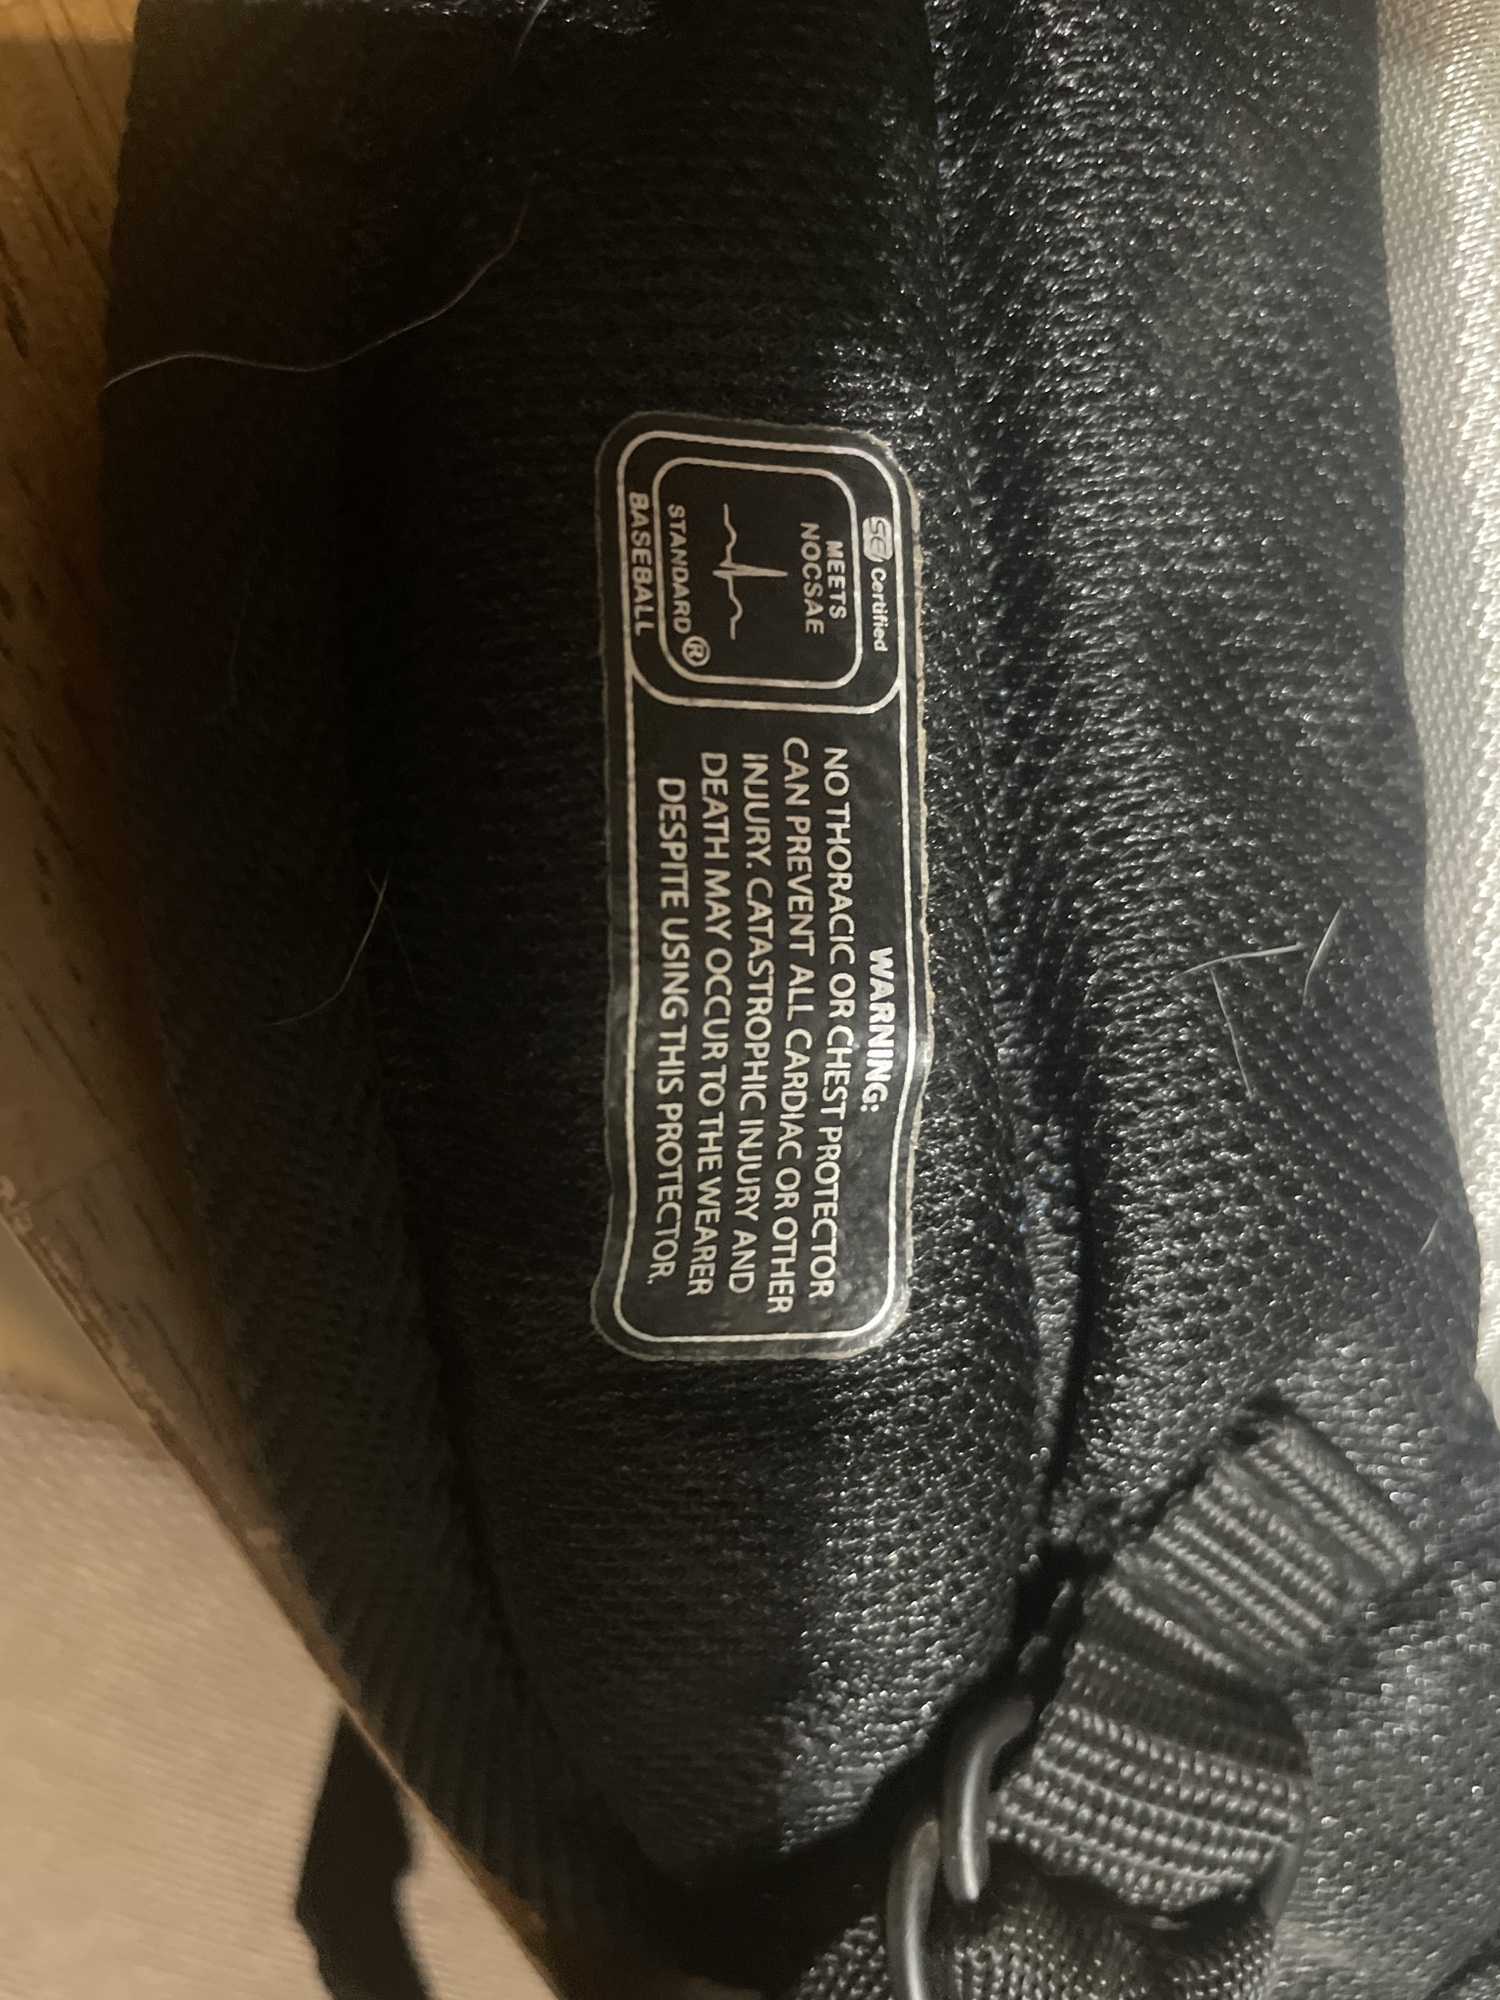 SEI Certified
MEETS
NOCSAE
STANDARD®
BASEBALL
WARNING:
NO THORACIC OR CHEST PROTECTOR
CAN PREVENT ALL CARDIAC OR OTHER
INJURY. CATASTROPHIC INJURY AND
DEATH MAY OCCUR TO THE WEARER
DESPITE USING THIS PROTECTOR.